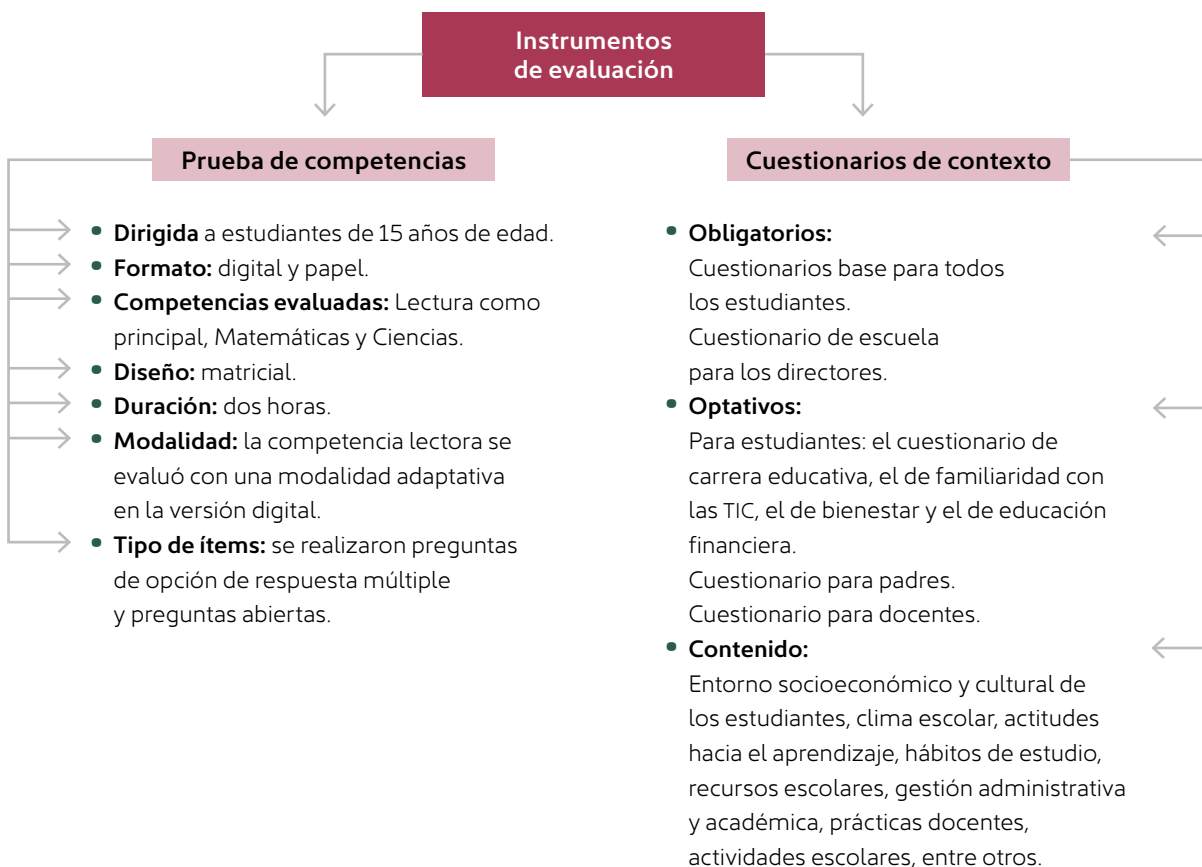 Instrumentos
de evaluación
Prueba de competencias
• Dirigida a estudiantes de 15 años de edad.
• Formato: digital y papel.
• Competencias evaluadas: Lectura como
principal, Matemáticas y Ciencias.
• Diseño: matricial.
• Duración: dos horas.
• Modalidad: la competencia lectora se
evaluó con una modalidad adaptativa
en la versión digital.
• Tipo de ítems: se realizaron preguntas
de opción de respuesta múltiple
y preguntas abiertas.
Cuestionarios de contexto
• Obligatorios:
Cuestionarios base para todos
los estudiantes.
Cuestionario de escuela
para los directores.
• Optativos:
Para estudiantes: el cuestionario de
carrera educativa, el de familiaridad con
las TIC, el de bienestar y el de educación
financiera.
Cuestionario para padres.
Cuestionario para docentes.
• Contenido:
Entorno socioeconómico y cultural de
los estudiantes, clima escolar, actitudes
hacia el aprendizaje, hábitos de estudio,
recursos escolares, gestión administrativa
y académica, prácticas docentes,
actividades escolares, entre otros.